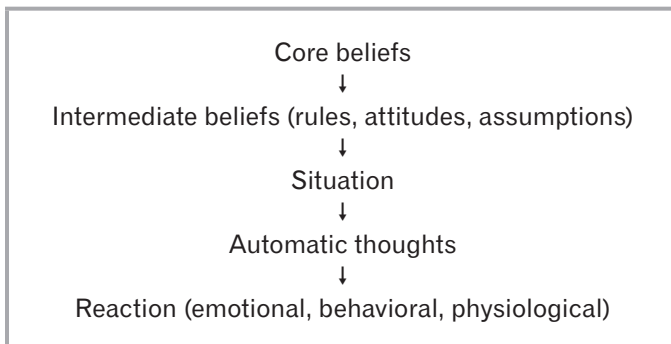 Core beliefs
↓
Intermediate beliefs (rules, attitudes, assumptions)
↓
Situation
↓
Automatic thoughts
↓
Reaction (emotional, behavioral, physiological)